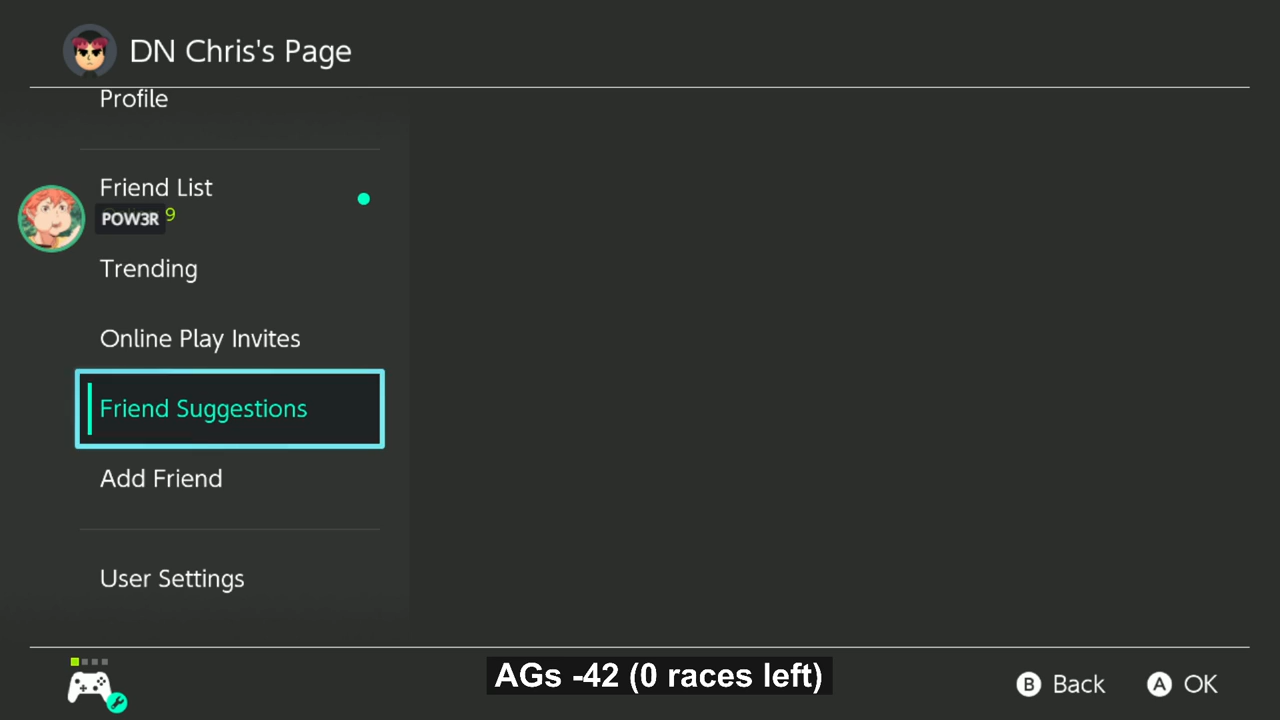 DN Chris's Page
Profile
Friend List
POW3R
9
Trending
Online Play Invites
Friend Suggestions
Add Friend
User Settings
AGs -42 (0 races left)
B Back
A OK